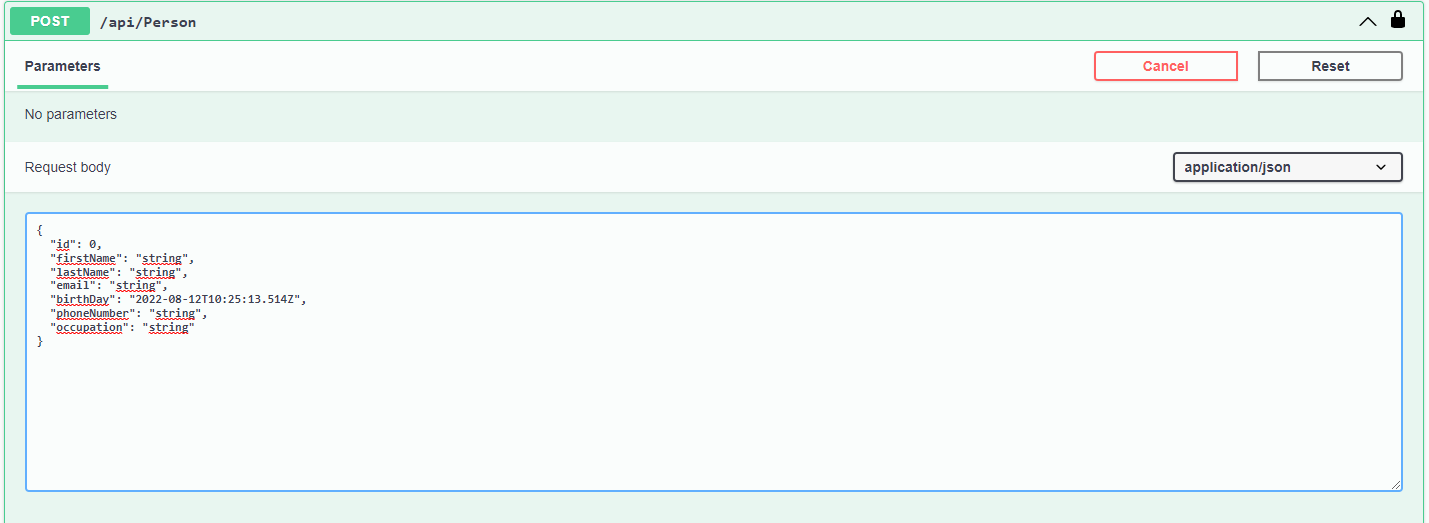 POST /api/Person
Parameters Cancel Reset
No parameters
Request body application/json
{
  "id": 0,
  "firstName": "string",
  "lastName": "string",
  "email": "string",
  "birthDay": "2022-08-12T10:25:13.514Z",
  "phoneNumber": "string",
  "occupation": "string"
}